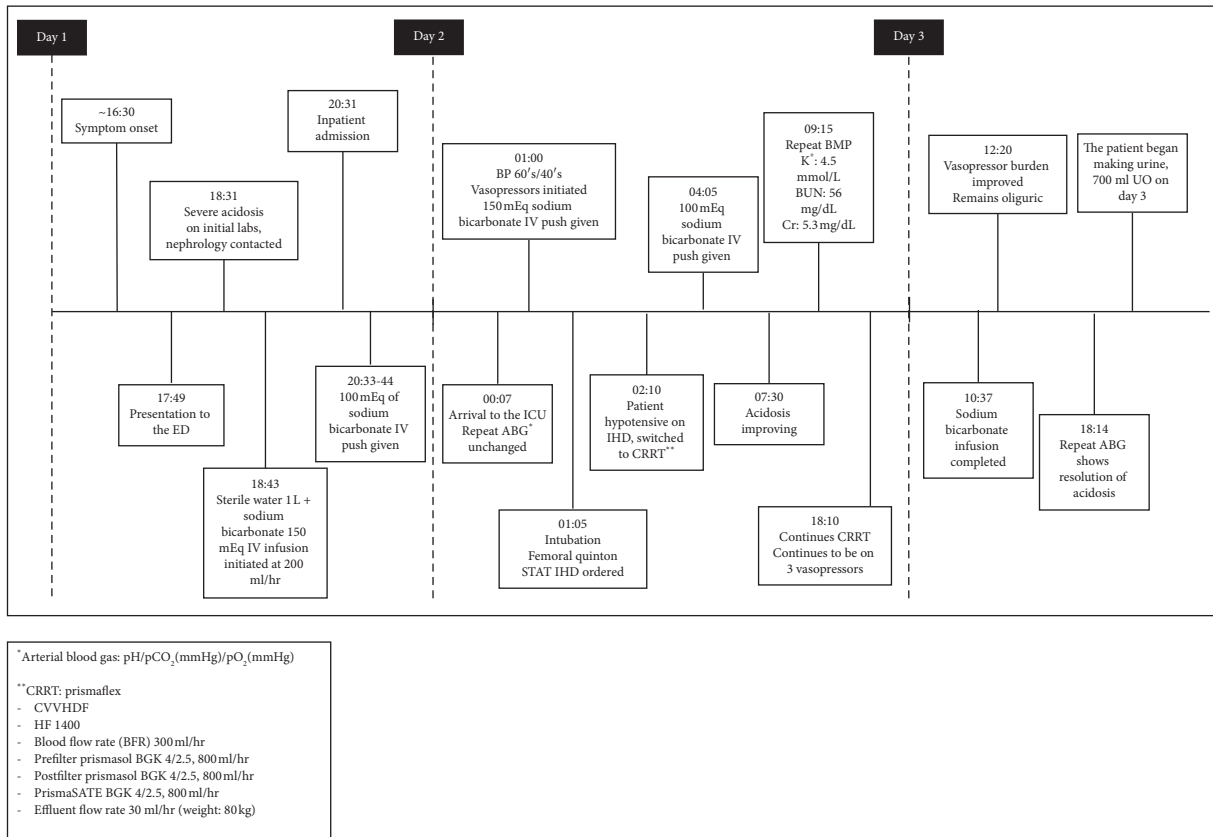 Day 1
Day 2
Day 3
~16:30
Symptom onset
20:31
Inpatient
admission
18:31
Severe acidosis
on initial labs,
nephrology contacted
01:00
BP 60′s/40′s
Vasopressors initiated
150 mEq sodium
bicarbonate IV push given
04:05
100 mEq
sodium
bicarbonate IV
push given
09:15
Repeat BMP
K⁺: 4.5
mmol/L
BUN: 56
mg/dL
Cr: 5.3 mg/dL
12:20
Vasopressor burden
improved
Remains oliguric
The patient began
making urine,
700 ml UO on
day 3
17:49
Presentation to
the ED
18:43
Sterile water 1 L +
sodium
bicarbonate 150
mEq IV infusion
initiated at 200
ml/hr
20:33-44
100 mEq of
sodium
bicarbonate IV
push given
00:07
Arrival to the ICU
Repeat ABG*
unchanged
01:05
Intubation
Femoral quinton
STAT IHD ordered
02:10
Patient
hypotensive on
IHD, switched
to CRRT**
07:30
Acidosis
improving
18:10
Continues CRRT
Continues to be on
3 vasopressors
10:37
Sodium
bicarbonate
infusion
completed
18:14
Repeat ABG
shows
resolution of
acidosis
*Arterial blood gas: pH/pCO₂(mmHg)/pO₂(mmHg)
**CRRT: prismaflex
- CVVHDF
- HF 1400
- Blood flow rate (BFR) 300 ml/hr
- Prefilter prismasol BGK 4/2.5, 800 ml/hr
- Postfilter prismasol BGK 4/2.5, 800 ml/hr
- PrismaSATE BGK 4/2.5, 800 ml/hr
- Effluent flow rate 30 ml/hr (weight: 80 kg)